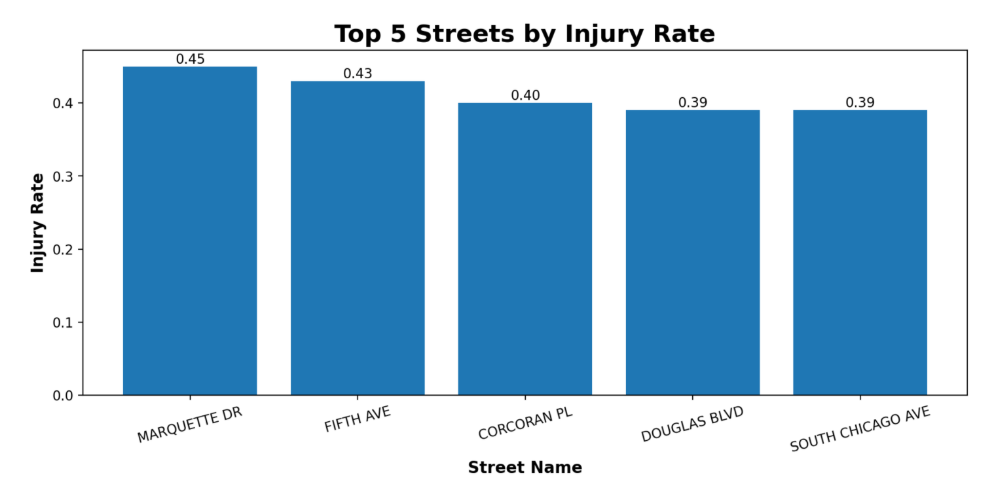 Top 5 Streets by Injury Rate
0.45
0.43
0.40
0.39
0.39
Injury Rate
0.4
0.3
0.2
0.1
0.0
MARQUETTE DR
FIFTH AVE
CORCORAN PL
DOUGLAS BLVD
SOUTH CHICAGO AVE
Street Name